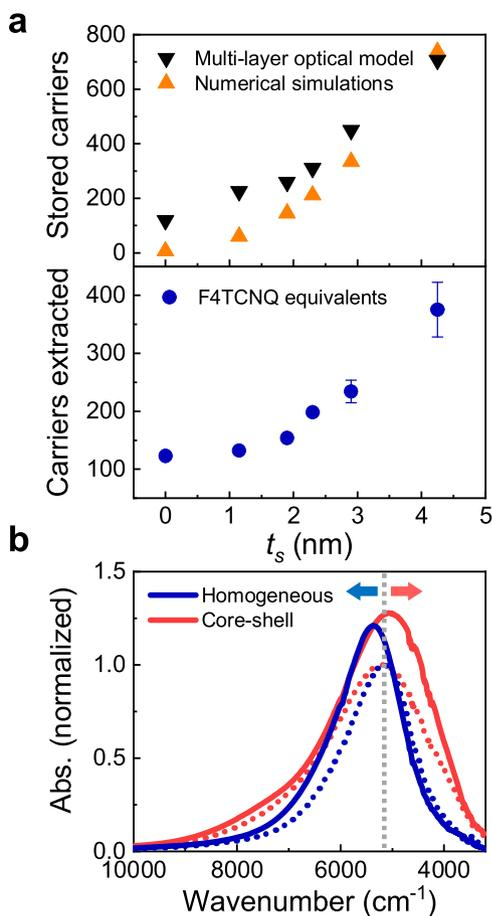 a
800
600
400
200
0
Stored carriers
Multi-layer optical model
Numerical simulations
400
300
200
100
Carriers extracted
F4TCNQ equivalents
0 1 2 3 4 5
tₛ (nm)
b
1.5
1.0
0.5
0.0
Abs. (normalized)
Homogeneous
Core-shell
10000 8000 6000 4000
Wavenumber (cm⁻¹)